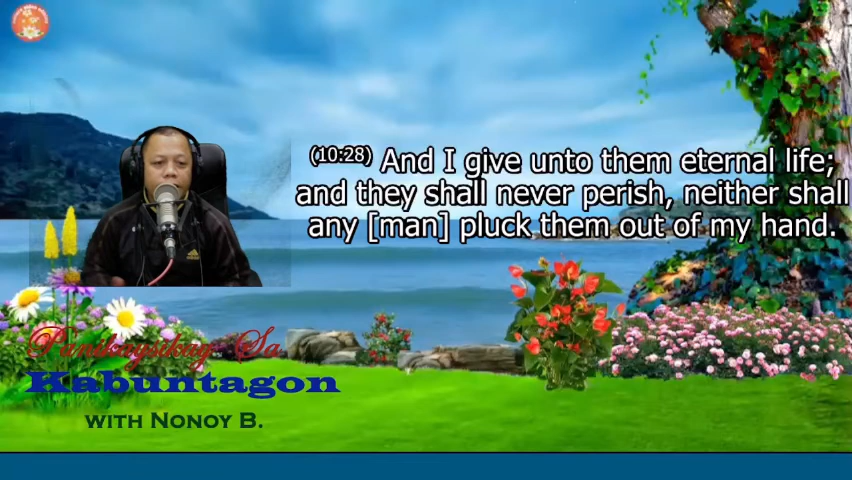 (10:28) And I give unto them eternal life;
and they shall never perish, neither shall
any [man] pluck them out of my hand.
Panikaysikay Sa
Kabuntagon
WITH NONOY B.